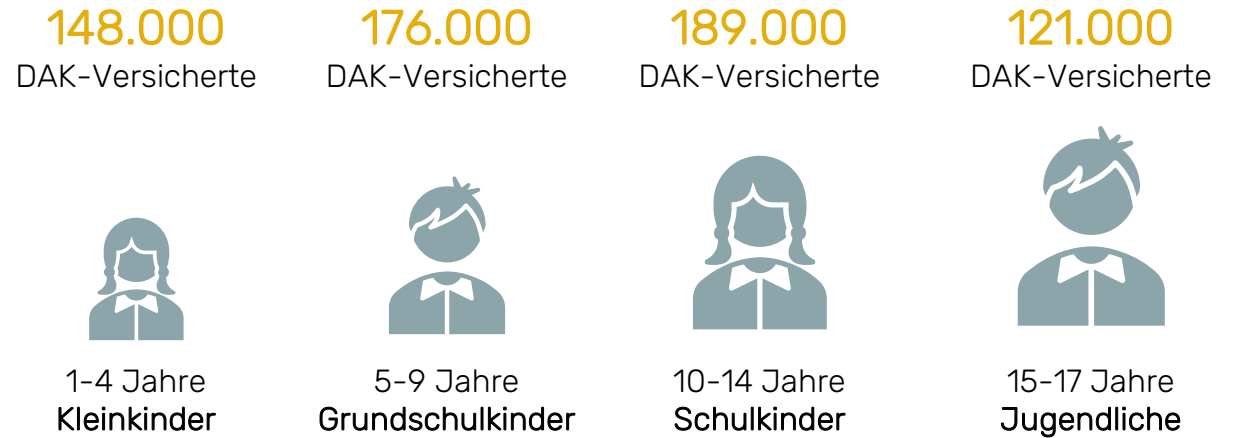 148.000
DAK-Versicherte
1-4 Jahre
Kleinkinder
176.000
DAK-Versicherte
5-9 Jahre
Grundschulkinder
189.000
DAK-Versicherte
10-14 Jahre
Schulkinder
121.000
DAK-Versicherte
15-17 Jahre
Jugendliche